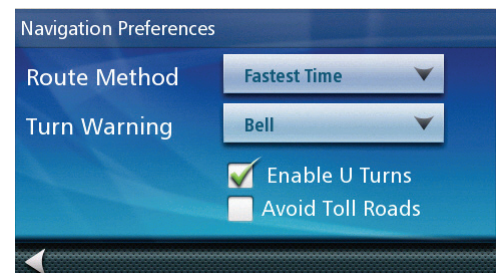 Navigation Preferences
Route Method Fastest Time
Turn Warning Bell
Enable U Turns
Avoid Toll Roads